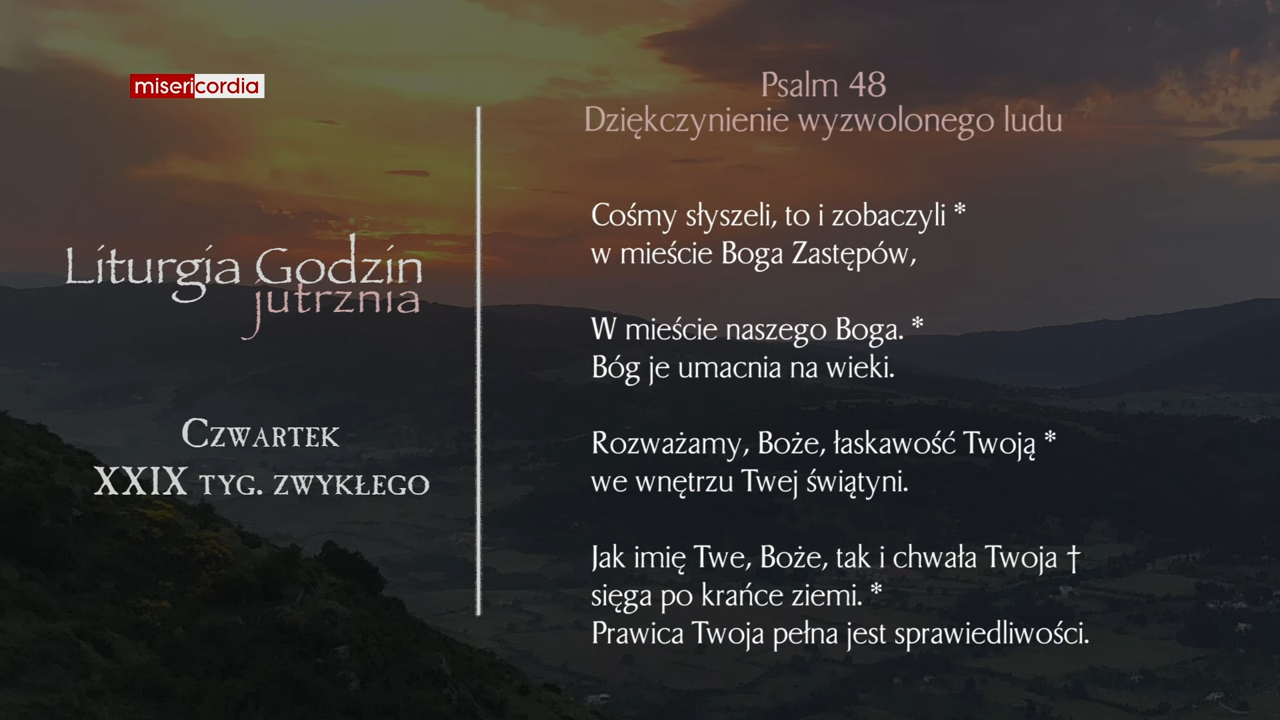 misericordia
Liturgia Godzin
jutrznia
Czwartek
XXIX tyg. zwykłego
Psalm 48
Dziękczynienie wyzwolonego ludu
Cośmy słyszeli, to i zobaczyli *
w mieście Boga Zastępów,
W mieście naszego Boga. *
Bóg je umacnia na wieki.
Rozważamy, Boże, łaskawość Twoją *
we wnętrzu Twej świątyni.
Jak imię Twe, Boże, tak i chwała Twoja †
sięga po krańce ziemi. *
Prawica Twoja pełna jest sprawiedliwości.